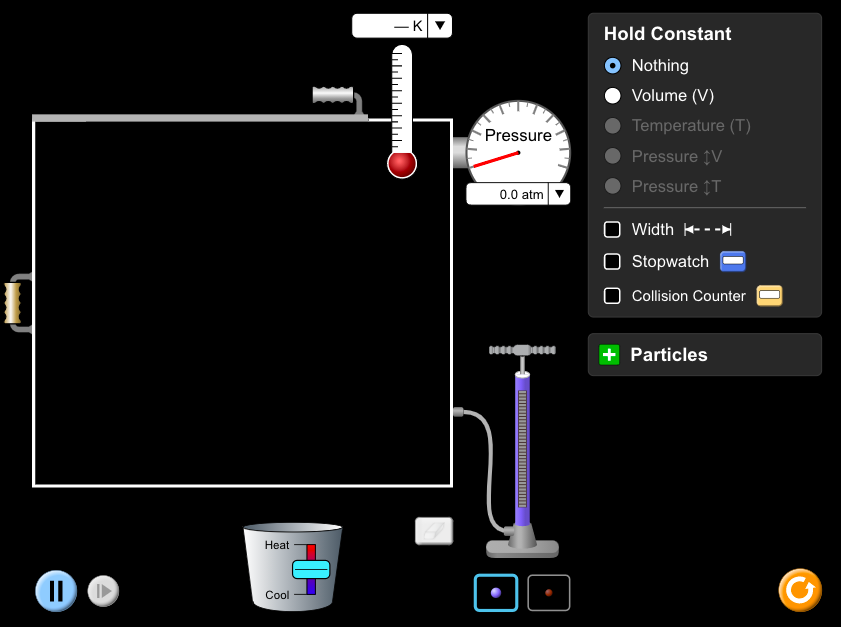 — K
Pressure
0.0 atm
Heat
Cool
Hold Constant
Nothing
Volume (V)
Temperature (T)
Pressure ↕V
Pressure ↕T
Width
Stopwatch
Collision Counter
Particles